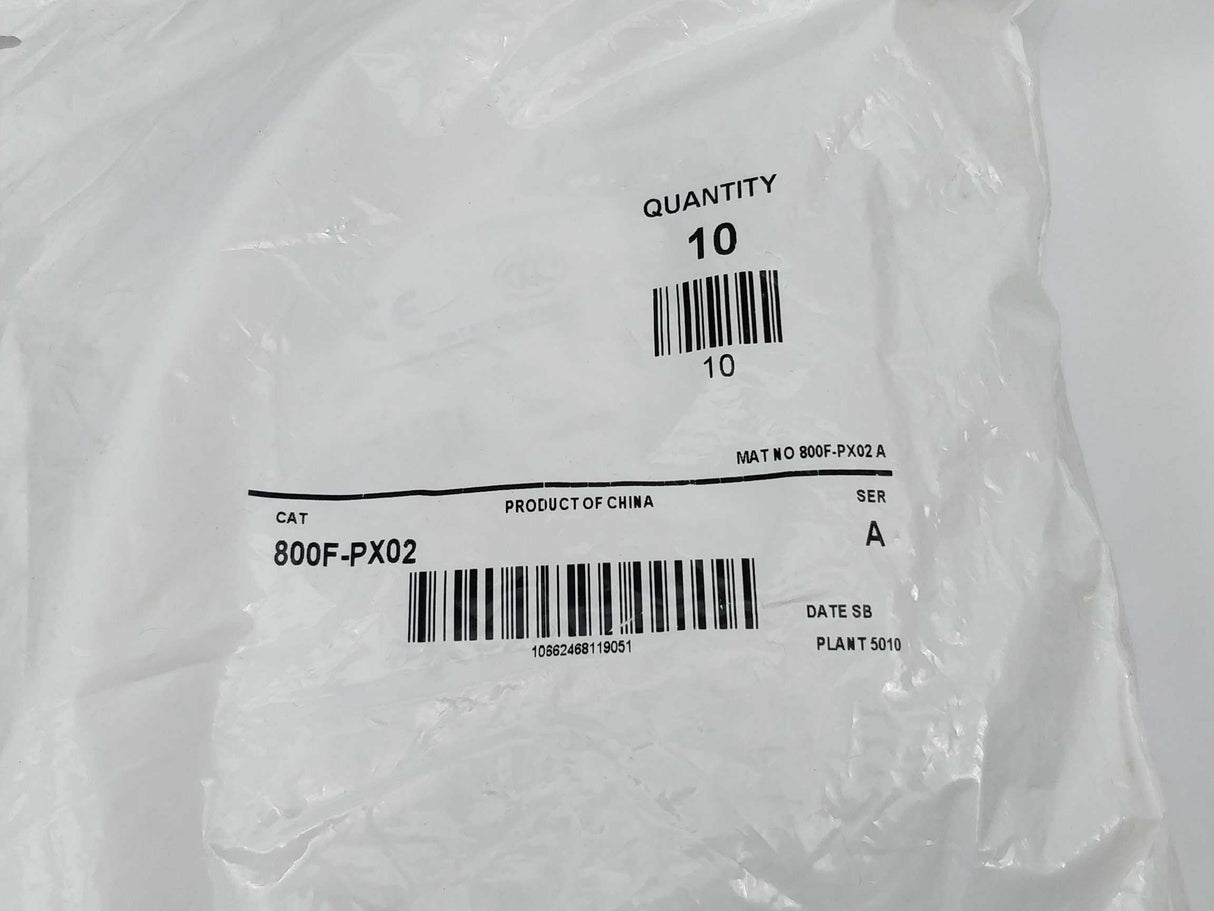 QUANTITY
10
10
MAT NO 800F-PX02 A
PRODUCT OF CHINA
SER
CAT
A
800F-PX02
10662468119051
DATE SB
PLANT 5010